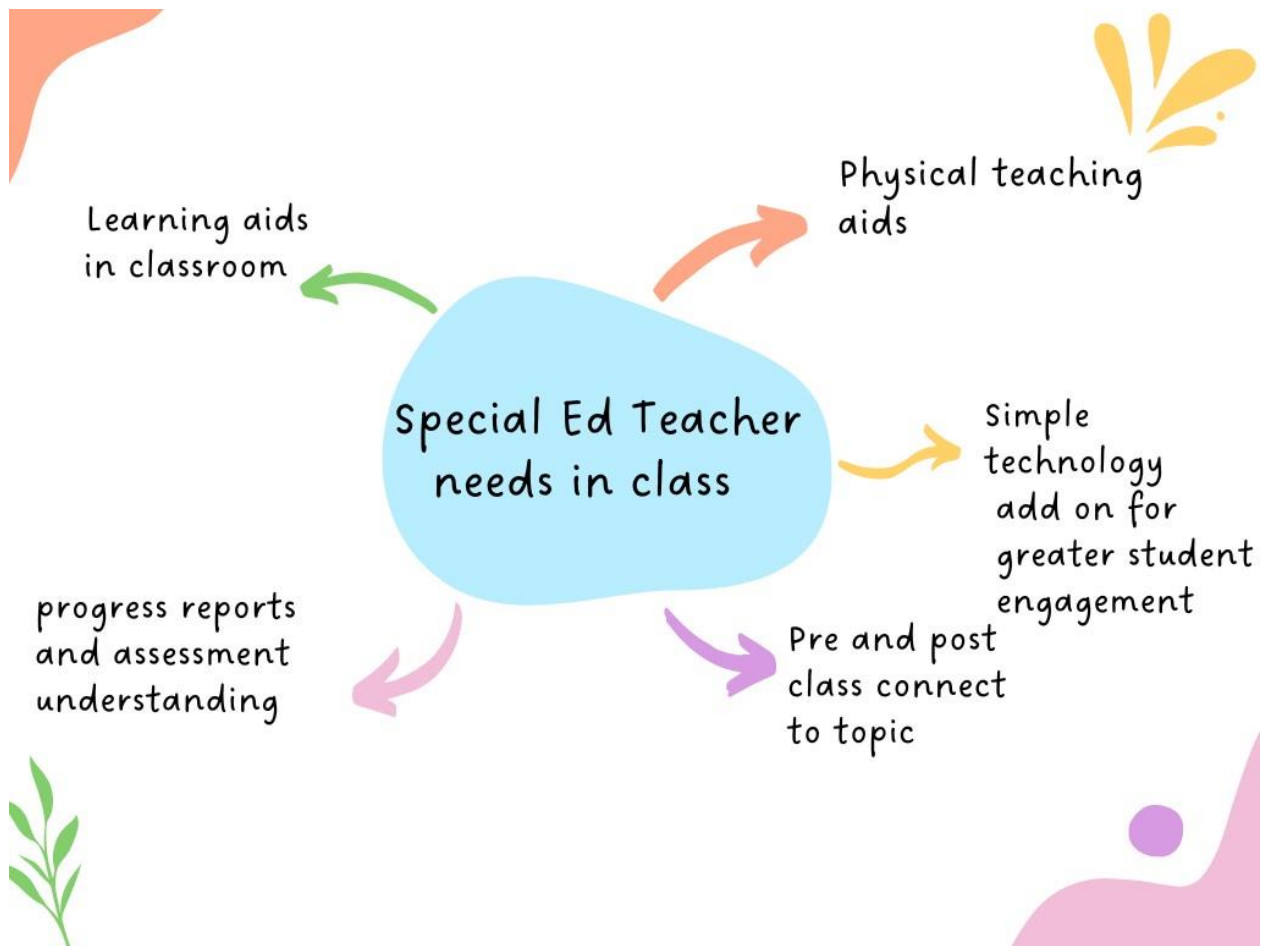 Learning aids
in classroom
Physical teaching
aids
Special Ed Teacher
needs in class
Simple
technology
add on for
greater student
engagement
progress reports
and assessment
understanding
Pre and post
class connect
to topic